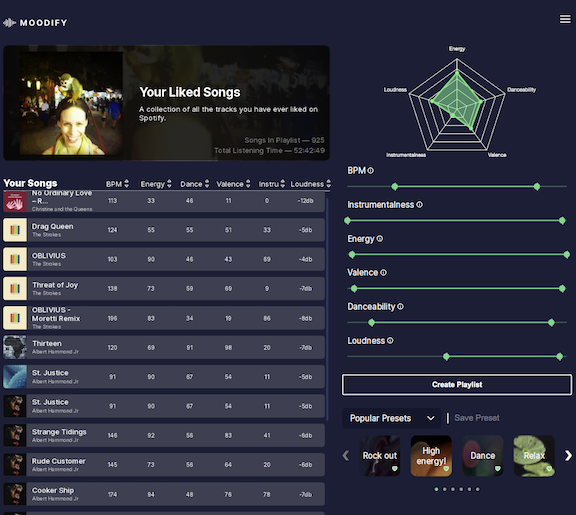 MOODIFY
Your Liked Songs
A collection of all the tracks you have ever liked on
Spotify.
Songs In Playlist — 925
Total Listening Time — 52:42:49
Your Songs BPM Energy Dance Valence Instru Loudness
No Ordinary Love
– R...
Christine and the Queens
113 33 46 11 0 -12db
Drag Queen
The Strokes
124 55 55 51 33 -5db
OBLIVIUS
The Strokes
103 90 46 43 69 -4db
Threat of Joy
The Strokes
138 73 59 69 9 -7db
OBLIVIUS -
Moretti Remix
The Strokes
196 83 34 19 86 -8db
Thirteen
Albert Hammond Jr
120 69 91 98 20 -7db
St. Justice
Albert Hammond Jr
91 90 67 54 11 -5db
St. Justice
Albert Hammond Jr
91 90 67 54 11 -5db
Strange Tidings
Albert Hammond Jr
146 92 58 83 41 -6db
Rude Customer
Albert Hammond Jr
145 73 56 64 20 -6db
Cooker Ship
Albert Hammond Jr
174 94 48 76 78 -7db
Energy
Loudness
Danceability
Instrumentalness
Valence
BPM
Instrumentalness
Energy
Valence
Danceability
Loudness
Create Playlist
Popular Presets
Save Preset
Rock out
High
energy!
Dance
Relax